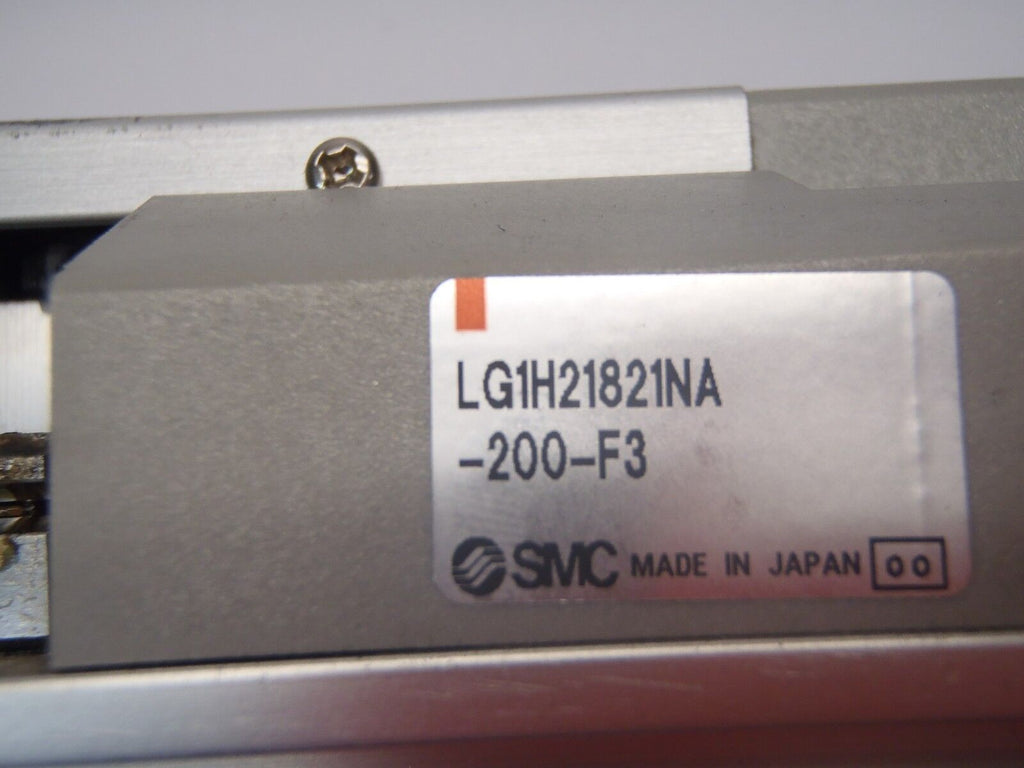 LG1H21821NA
-200-F3
SMC MADE IN JAPAN 00